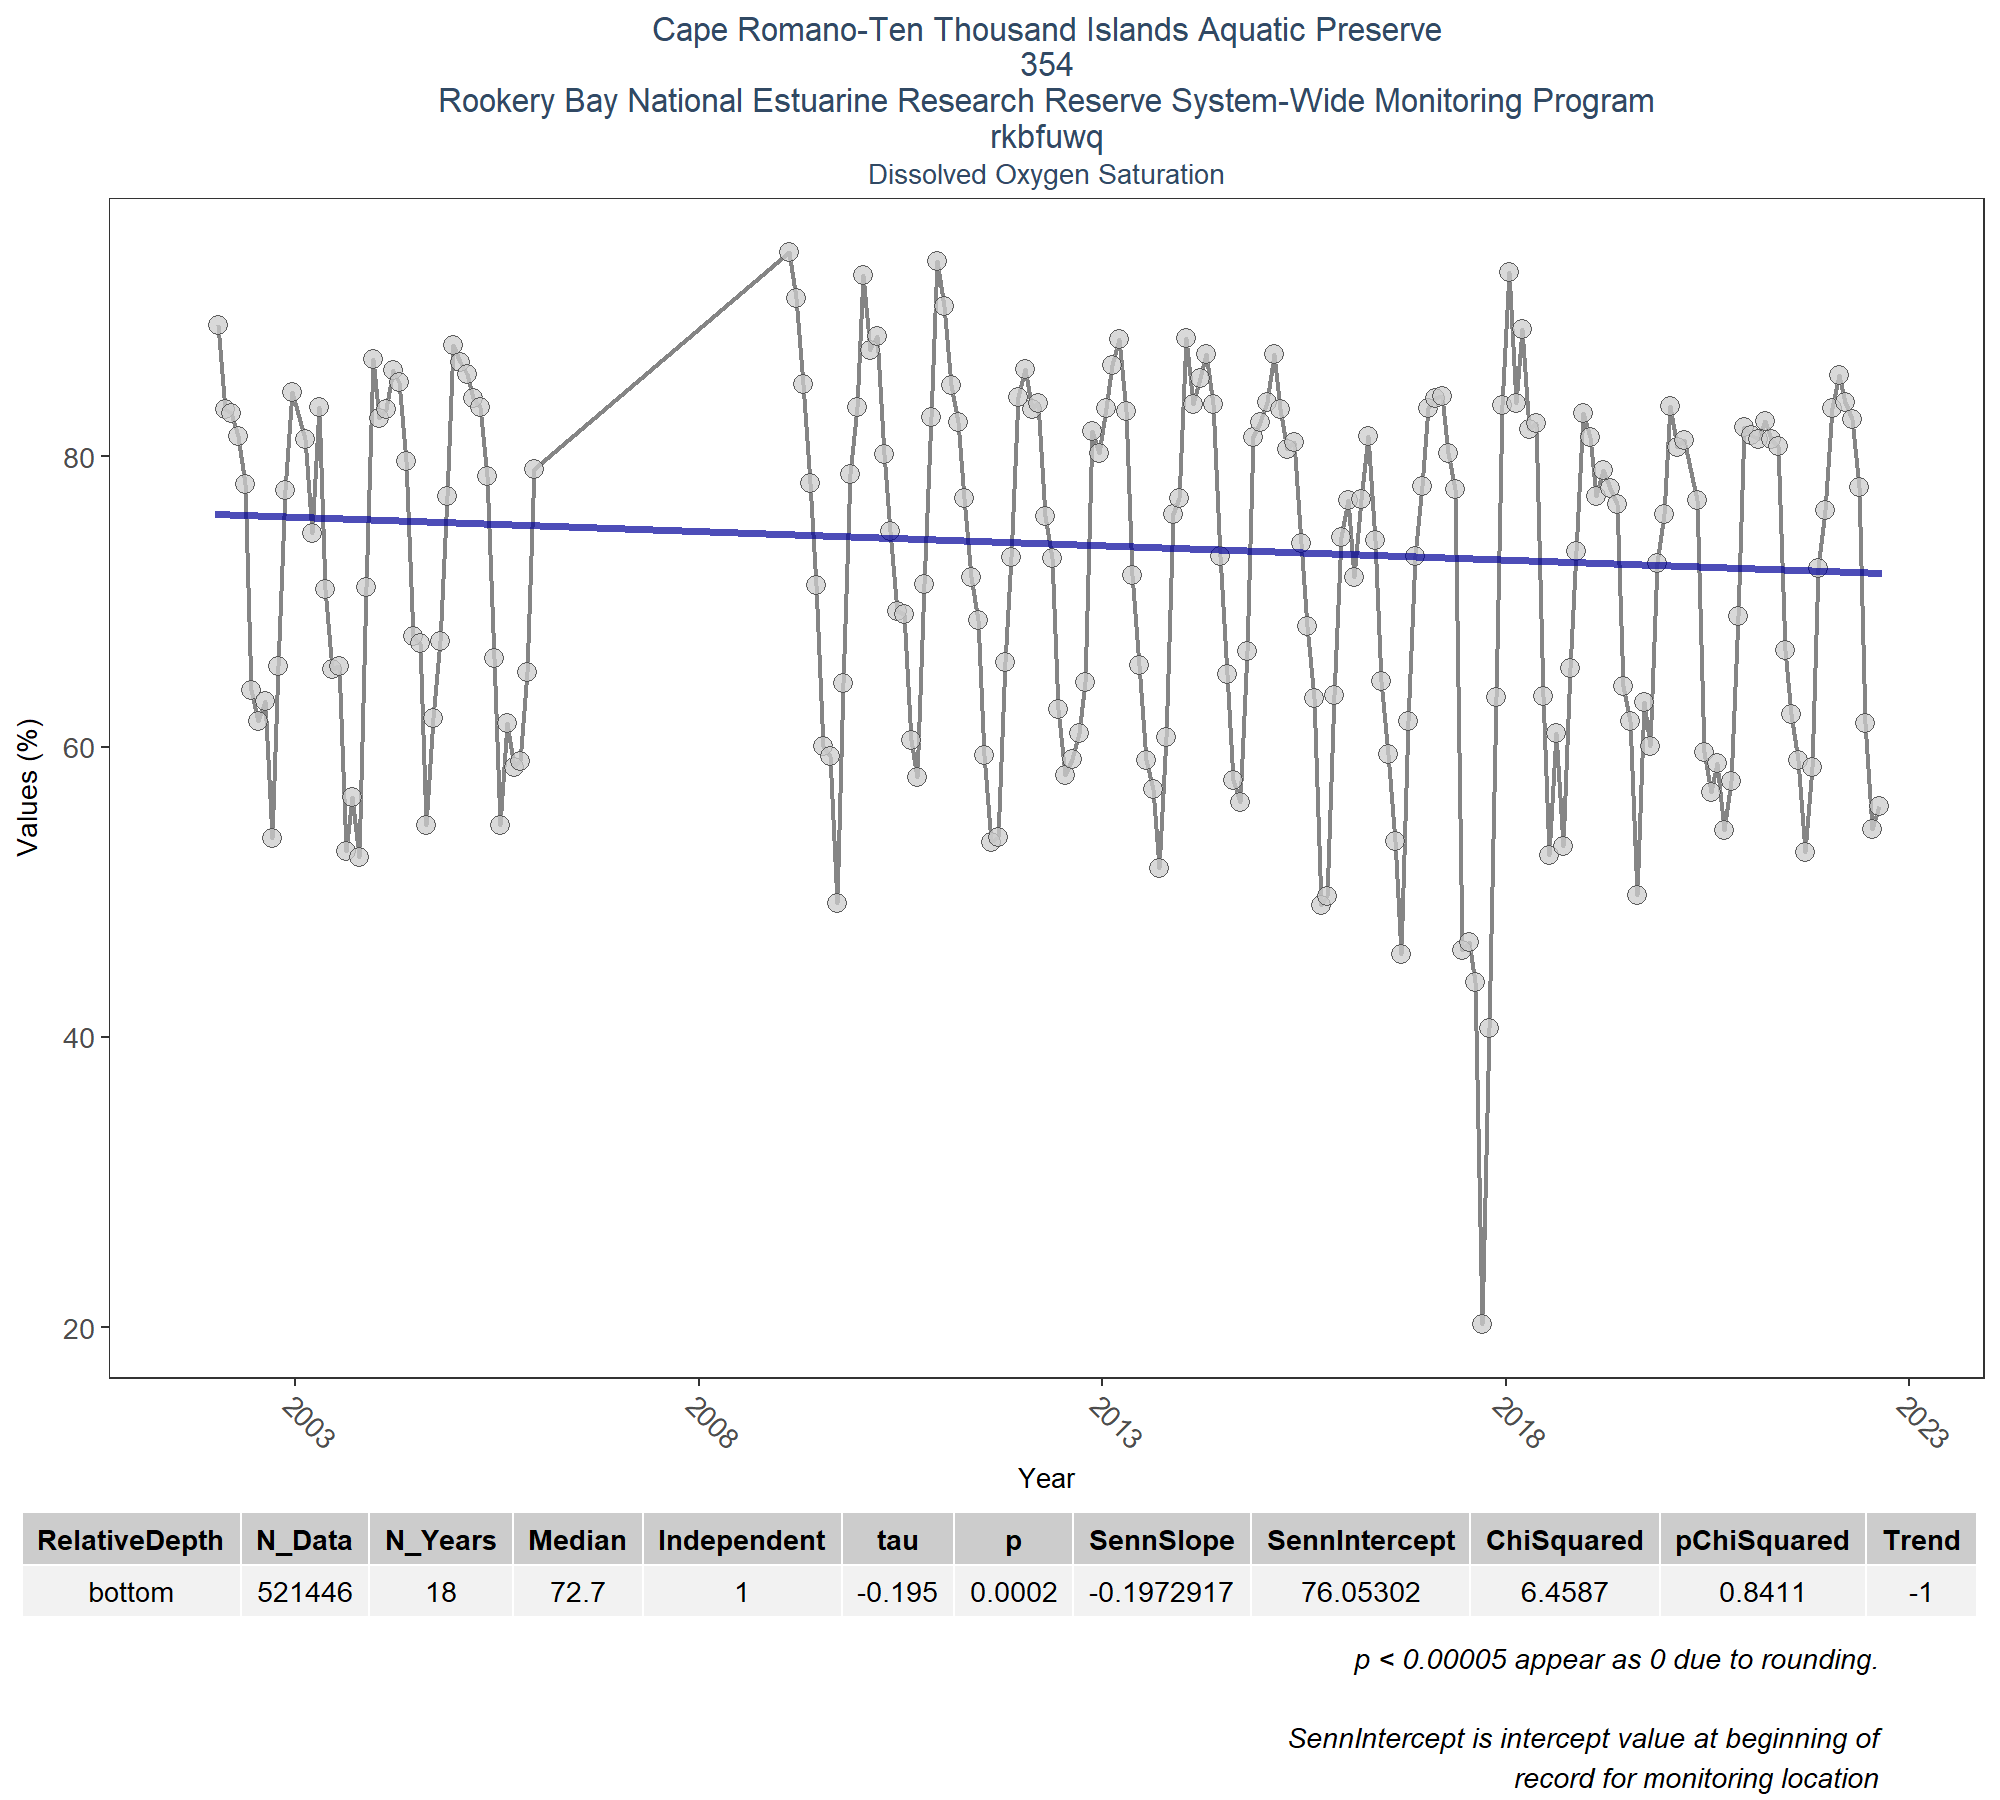 Cape Romano-Ten Thousand Islands Aquatic Preserve
354
Rookery Bay National Estuarine Research Reserve System-Wide Monitoring Program
rkbfuwq
Dissolved Oxygen Saturation
Values (%)
80
60
40
20
2003
2008
2013
2018
2023
Year
RelativeDepth N_Data N_Years Median Independent tau p SennSlope SennIntercept ChiSquared pChiSquared Trend
bottom 521446 18 72.7 1 -0.195 0.0002 -0.1972917 76.05302 6.4587 0.8411 -1
p < 0.00005 appear as 0 due to rounding.
SennIntercept is intercept value at beginning of
record for monitoring location